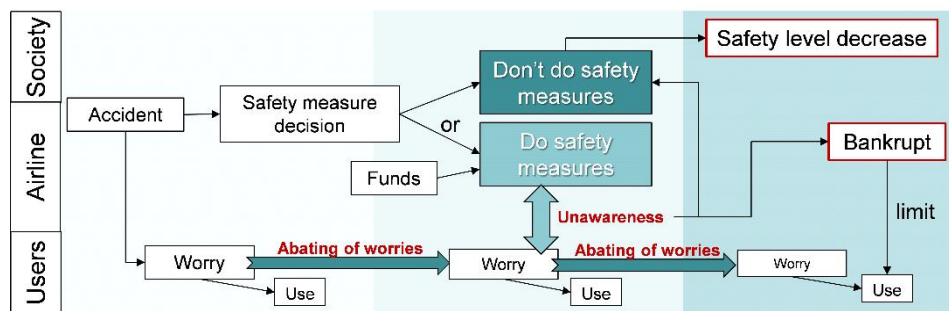 Society
Airline
Users
Accident
Safety measure
decision
or
Funds
Don't do safety
measures
Do safety
measures
Safety level decrease
Bankrupt
Unawareness
limit
Worry
Abating of worries
Worry
Abating of worries
Worry
Use
Use
Use